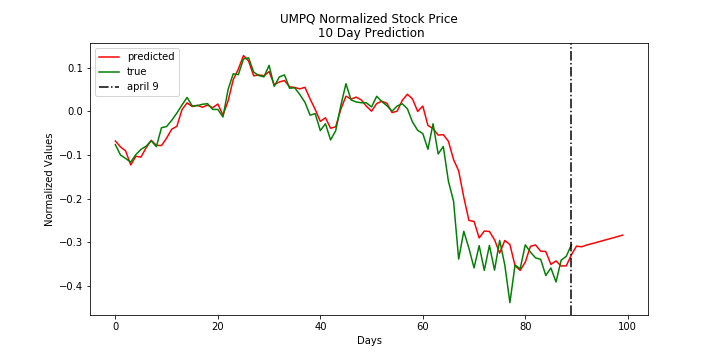 UMPQ Normalized Stock Price
10 Day Prediction
predicted
true
april 9
Normalized Values
0.1
0.0
−0.1
−0.2
−0.3
−0.4
0
20
40
60
80
100
Days